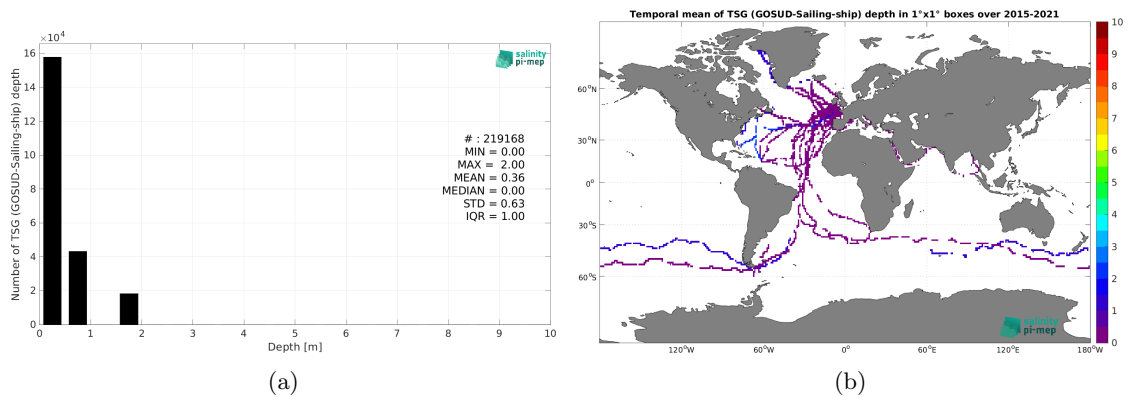 ×10⁴
16
14
12
10
8
6
4
2
0
Number of TSG (GOSUD-Sailing-ship) depth
salinity
pi-mep
# : 219168
MIN = 0.00
MAX = 2.00
MEAN = 0.36
MEDIAN = 0.00
STD = 0.63
IQR = 1.00
0 1 2 3 4 5 6 7 8 9 10
Depth [m]
(a)
Temporal mean of TSG (GOSUD-Sailing-ship) depth in 1°x1° boxes over 2015-2021
60°N
30°N
0°
30°S
60°S
120°W 60°W 0° 60°E 120°E 180°W
salinity
pi-mep
10
9
8
7
6
5
4
3
2
1
0
(b)